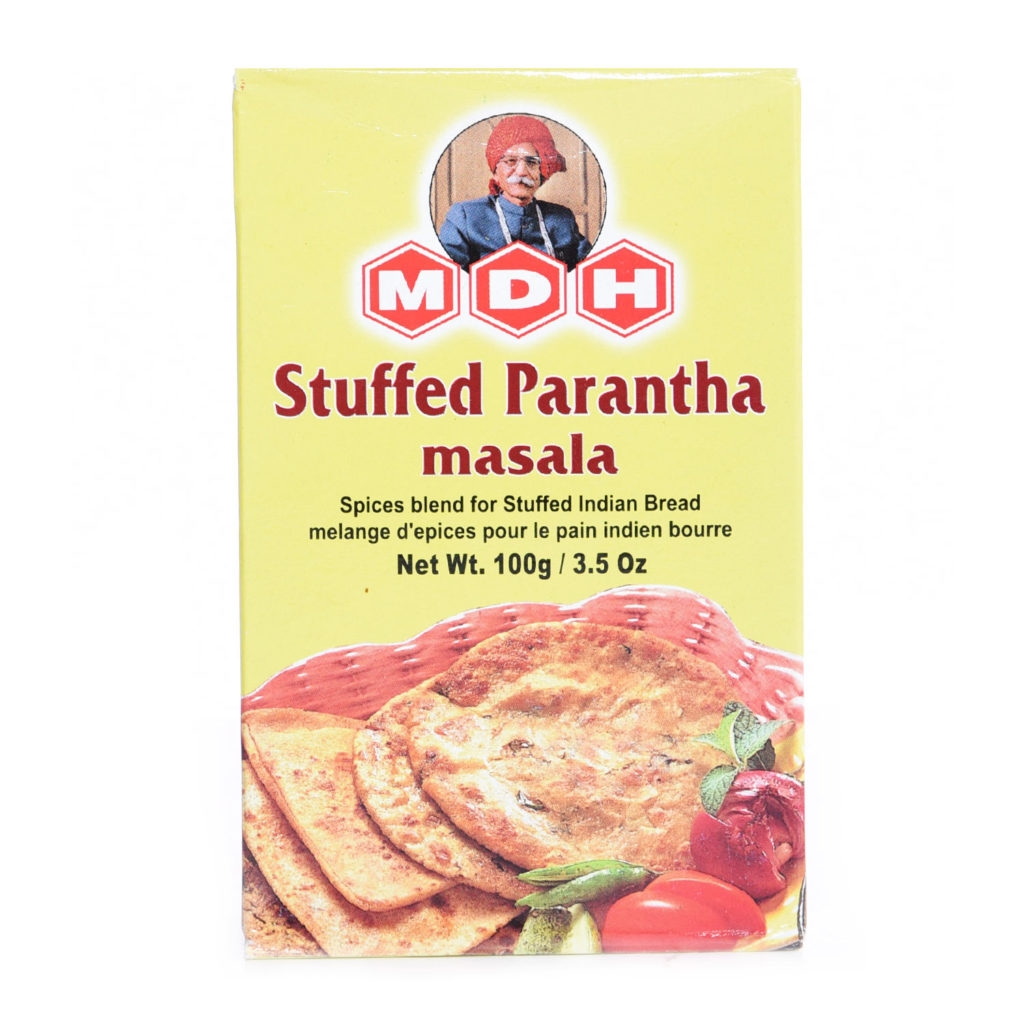 MDH
Stuffed Parantha
masala
Spices blend for Stuffed Indian Bread
melange d'epices pour le pain indien bourre
Net Wt. 100g / 3.5 Oz